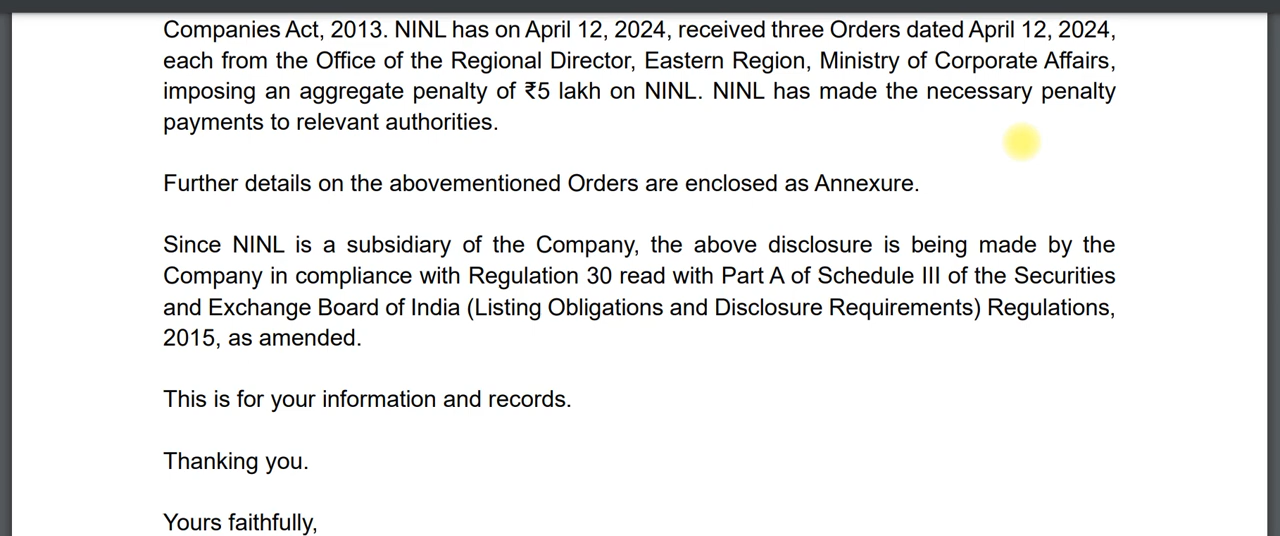 Companies Act, 2013. NINL has on April 12, 2024, received three Orders dated April 12, 2024,
each from the Office of the Regional Director, Eastern Region, Ministry of Corporate Affairs,
imposing an aggregate penalty of ₹5 lakh on NINL. NINL has made the necessary penalty
payments to relevant authorities.
Further details on the abovementioned Orders are enclosed as Annexure.
Since NINL is a subsidiary of the Company, the above disclosure is being made by the
Company in compliance with Regulation 30 read with Part A of Schedule III of the Securities
and Exchange Board of India (Listing Obligations and Disclosure Requirements) Regulations,
2015, as amended.
This is for your information and records.
Thanking you.
Yours faithfully,